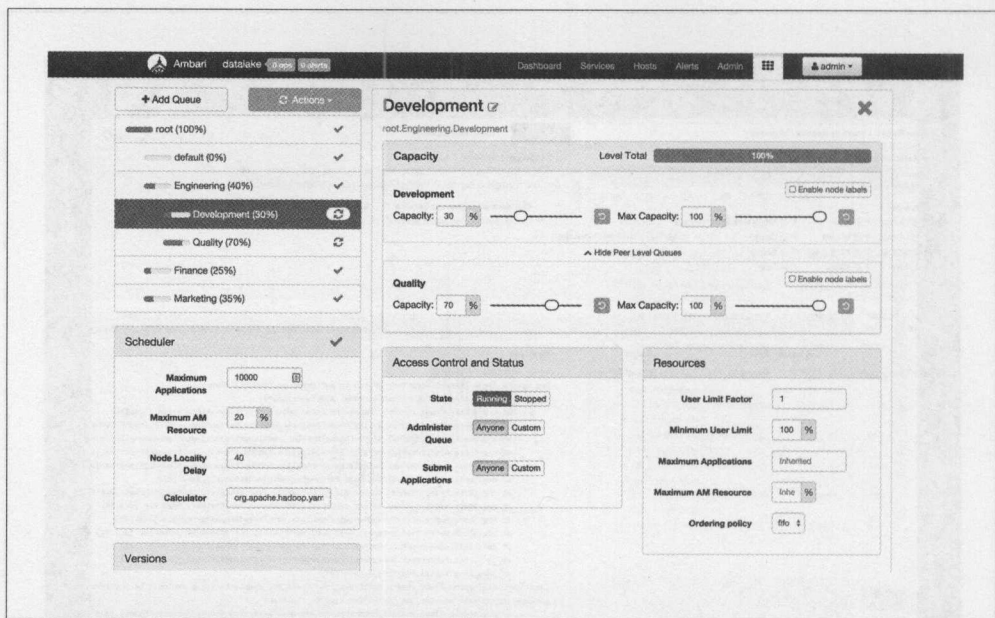 Ambari datalake 0 ops 0 alerts Dashboard Services Hosts Alerts Admin admin
+ Add Queue Actions
root (100%)
default (0%)
Engineering (40%)
Development (30%)
Quality (70%)
Finance (25%)
Marketing (35%)
Scheduler
Maximum Applications 10000
Maximum AM Resource 20 %
Node Locality Delay 40
Calculator org.apache.hadoop.yarn
Versions
Development
root.Engineering.Development
Capacity Level Total 100%
Development Enable node labels
Capacity: 30 % Max Capacity: 100 %
Hide Peer Level Queues
Quality Enable node labels
Capacity: 70 % Max Capacity: 100 %
Access Control and Status
State Running Stopped
Administer Queue Anyone Custom
Submit Applications Anyone Custom
Resources
User Limit Factor 1
Minimum User Limit 100 %
Maximum Applications Inherited
Maximum AM Resource Inhe %
Ordering policy fifo